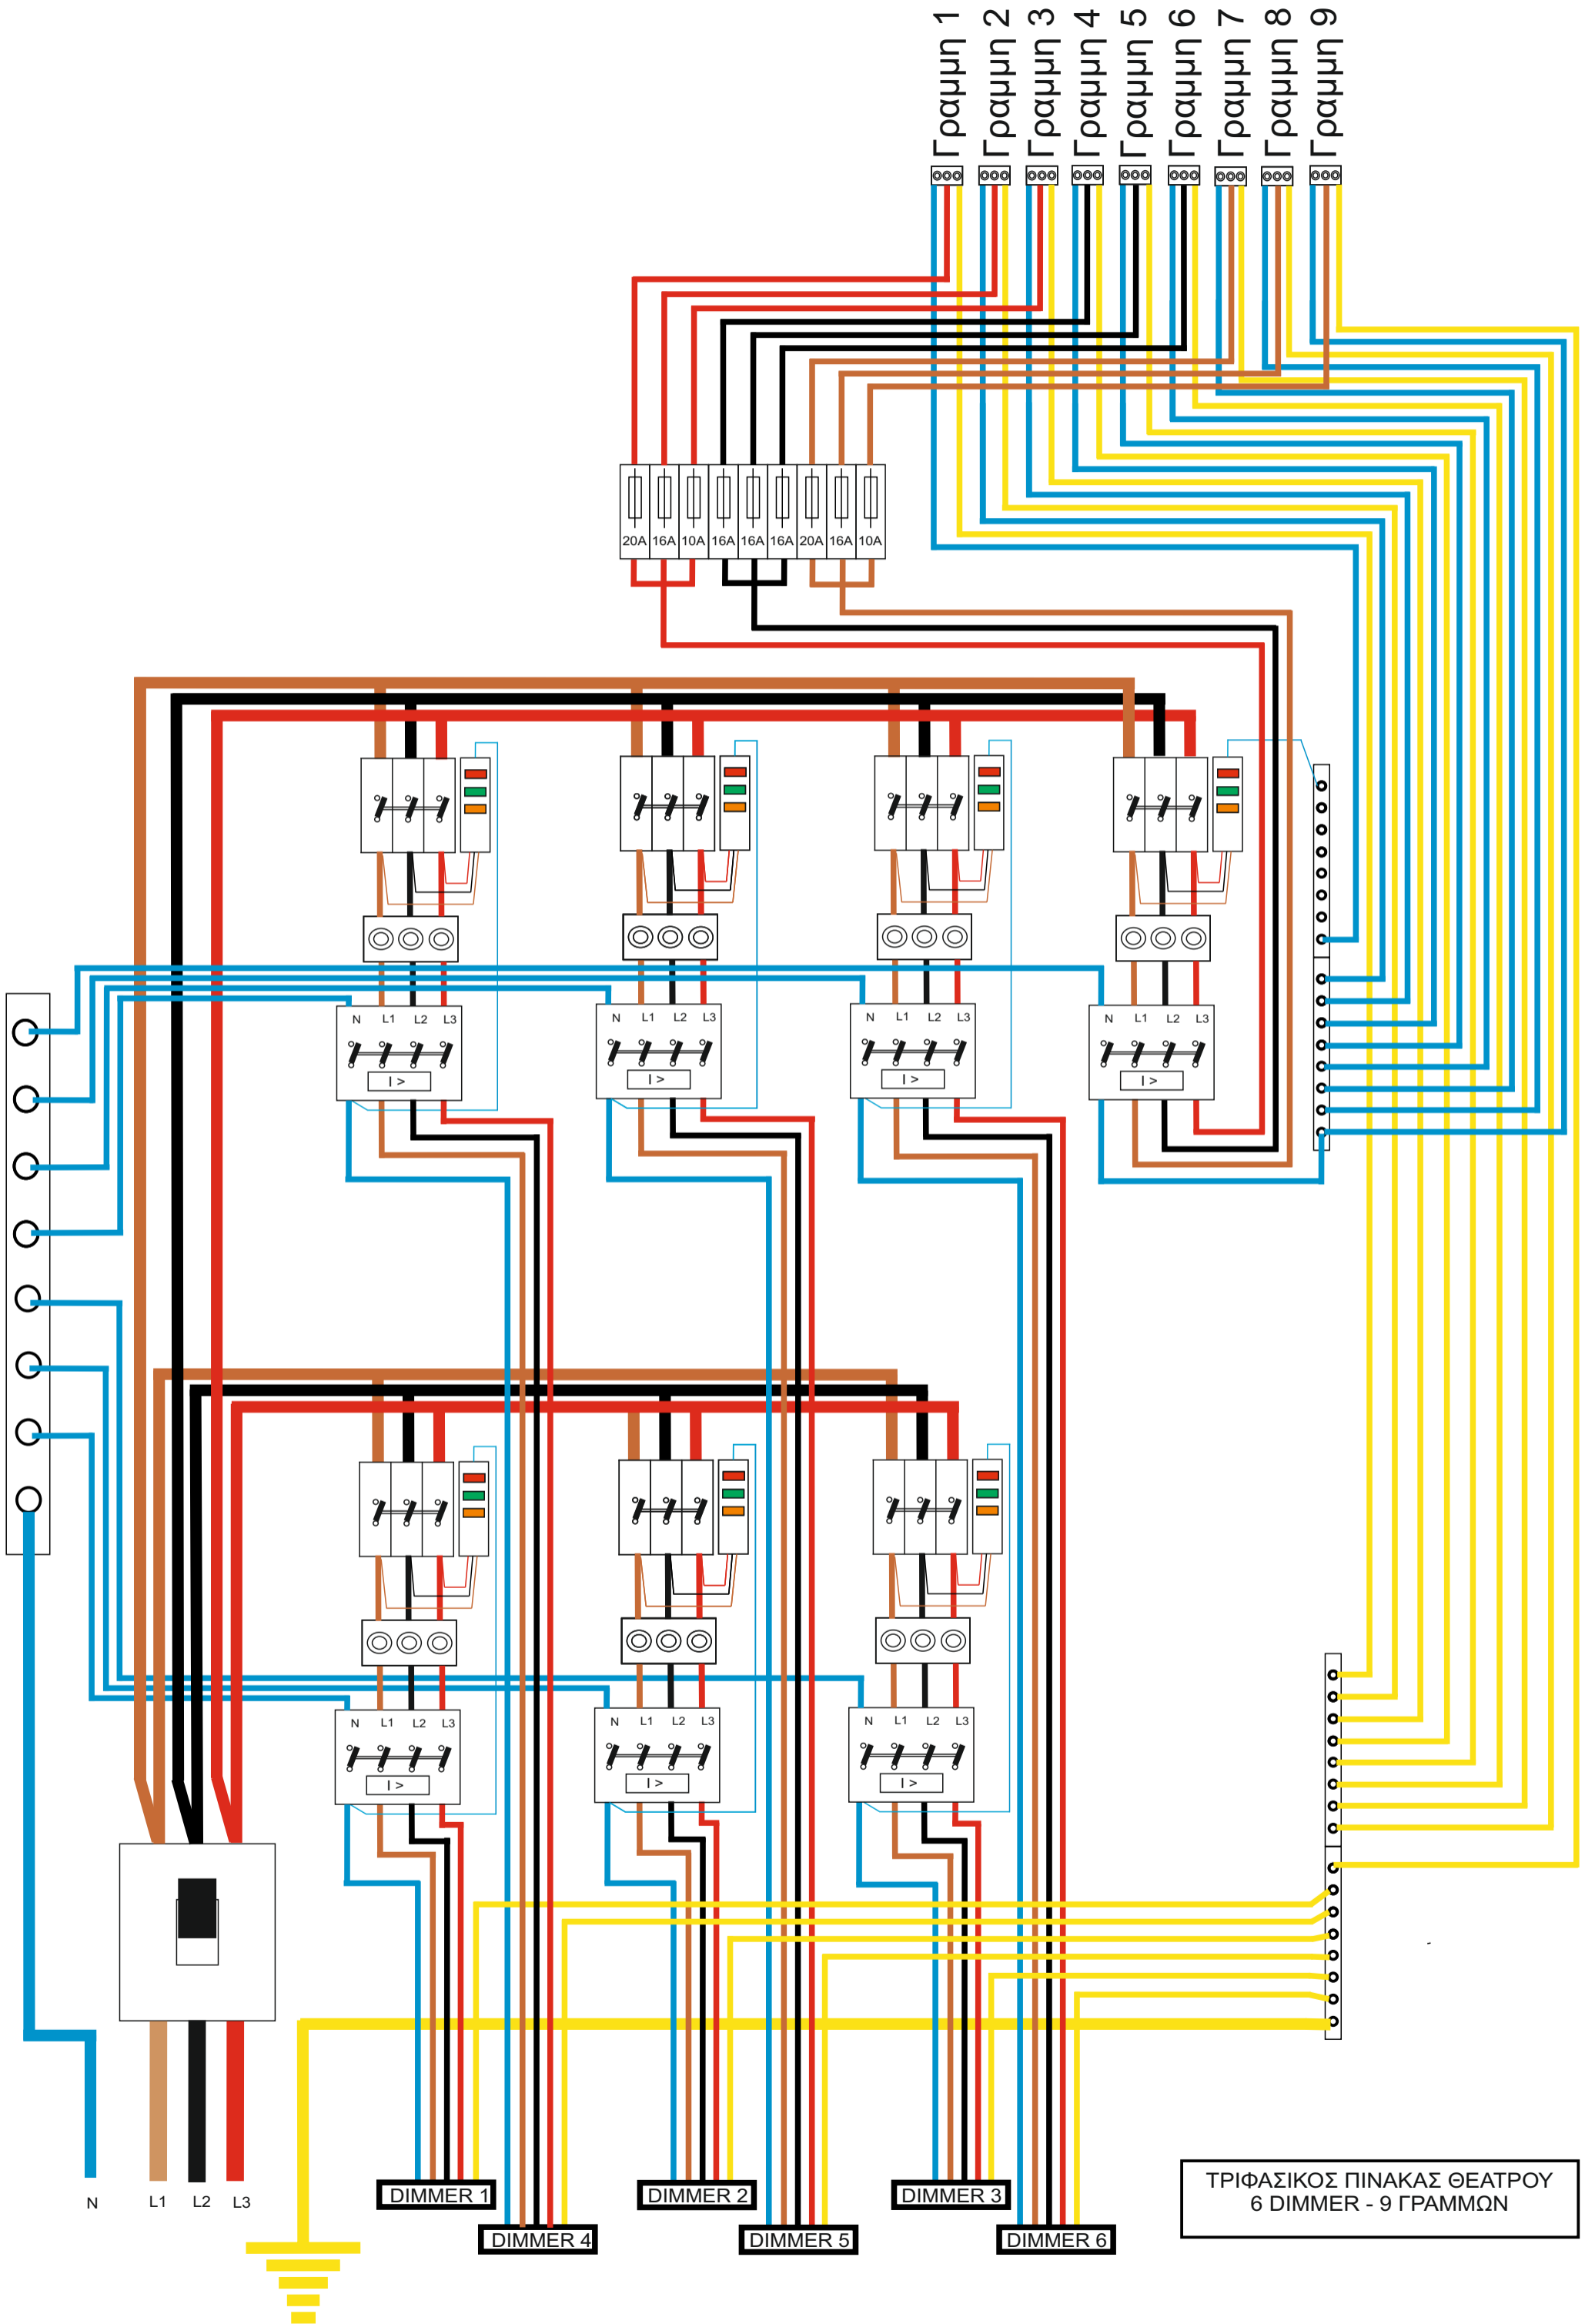 Γραμμη 1
Γραμμη 2
Γραμμη 3
Γραμμη 4
Γραμμη 5
Γραμμη 6
Γραμμη 7
Γραμμη 8
Γραμμη 9
20A 16A 10A 16A 16A 16A 20A 16A 10A
N L1 L2 L3
I >
N L1 L2 L3
I >
N L1 L2 L3
I >
N L1 L2 L3
I >
N L1 L2 L3
I >
N L1 L2 L3
I >
N L1 L2 L3
I >
N L1 L2 L3
DIMMER 1
DIMMER 2
DIMMER 3
DIMMER 4
DIMMER 5
DIMMER 6
ΤΡΙΦΑΣΙΚΟΣ ΠΙΝΑΚΑΣ ΘΕΑΤΡΟΥ
6 DIMMER - 9 ΓΡΑΜΜΩΝ